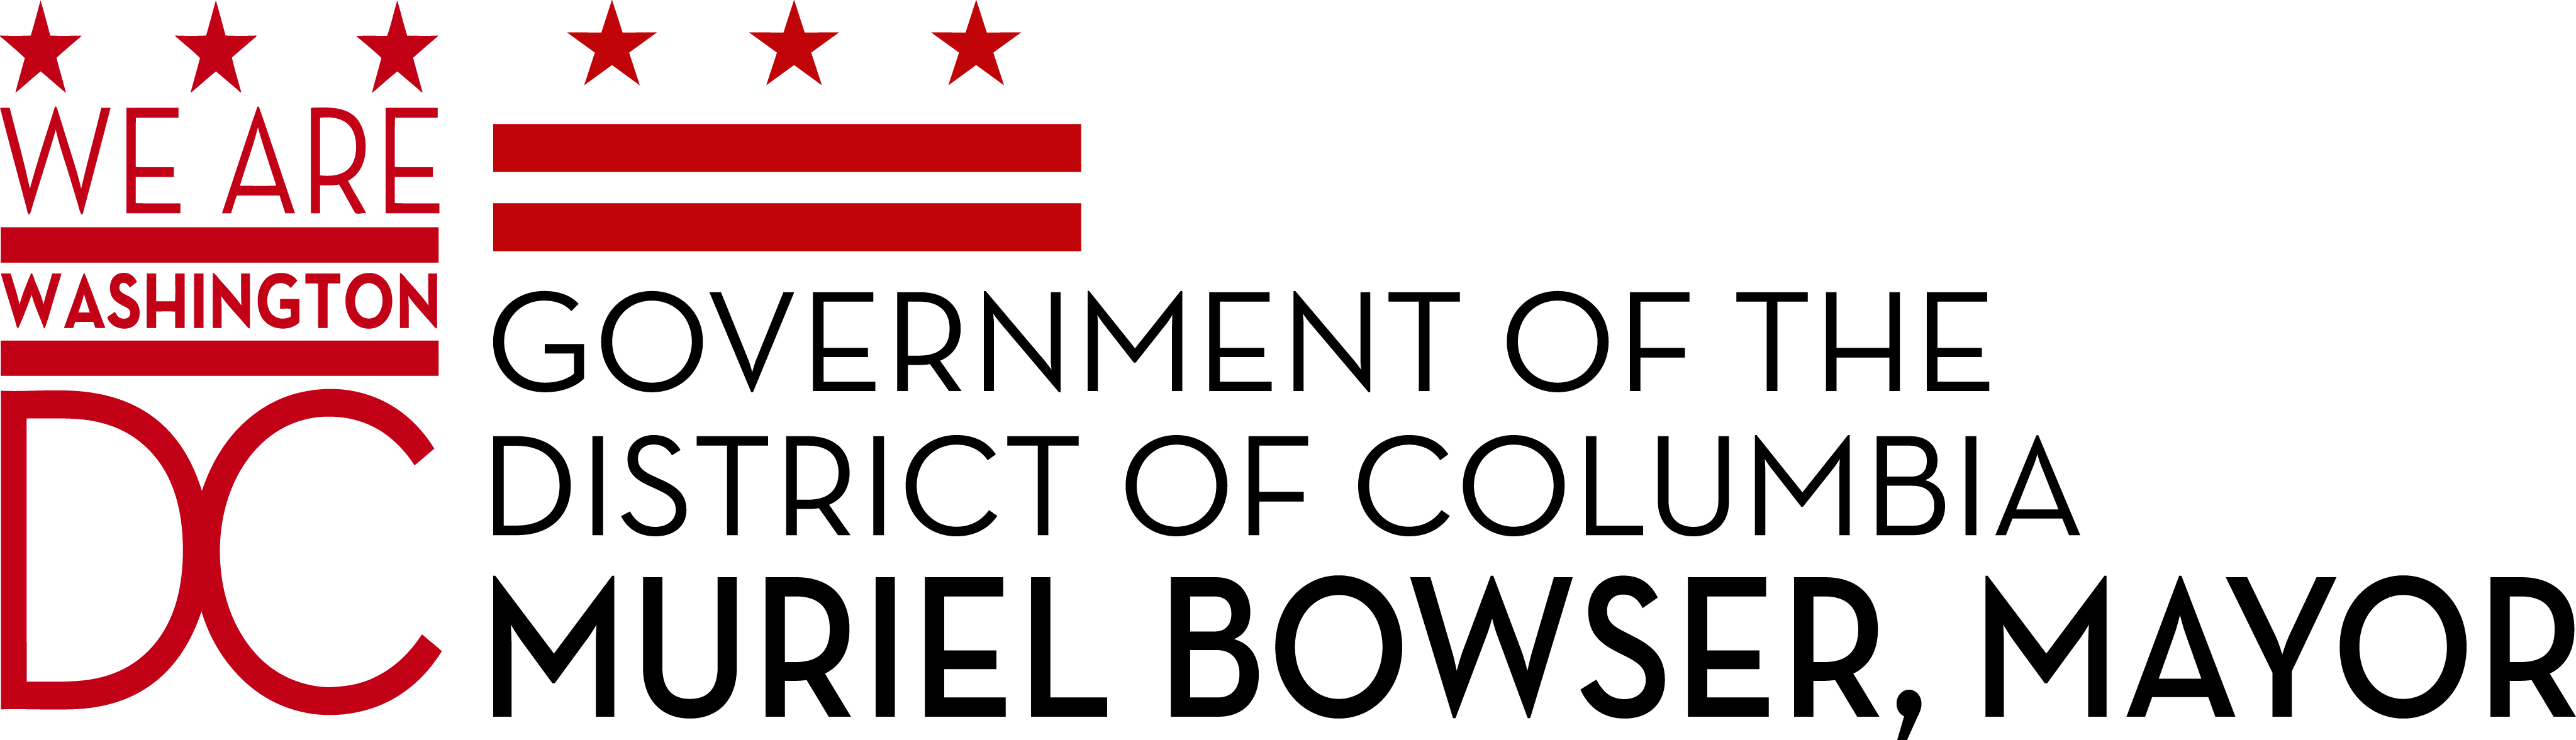 WE ARE
WASHINGTON
DC
GOVERNMENT OF THE
DISTRICT OF COLUMBIA
MURIEL BOWSER, MAYOR